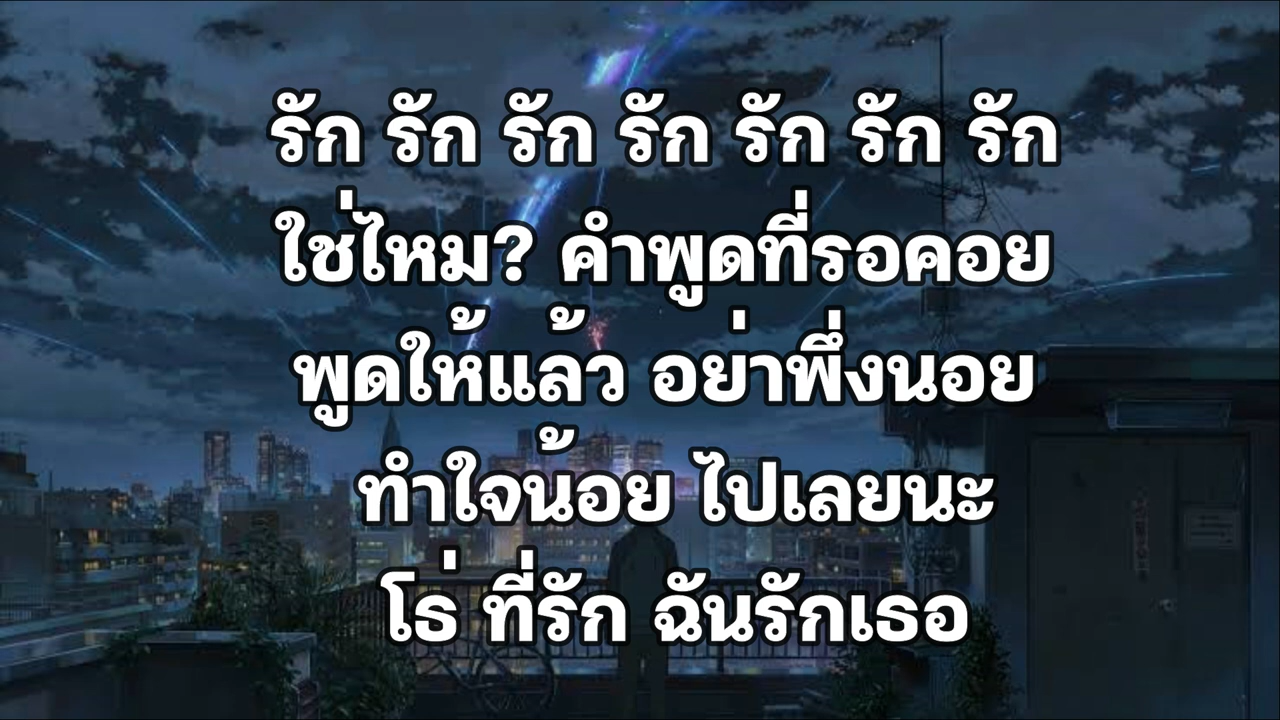 รัก รัก รัก รัก รัก รัก รัก
ใช่ไหม? คำพูดที่รอคอย
พูดให้แล้ว อย่าพึ่งนอย
ทำใจน้อย ไปเลยนะ
โธ่ ที่รัก ฉันรักเธอ